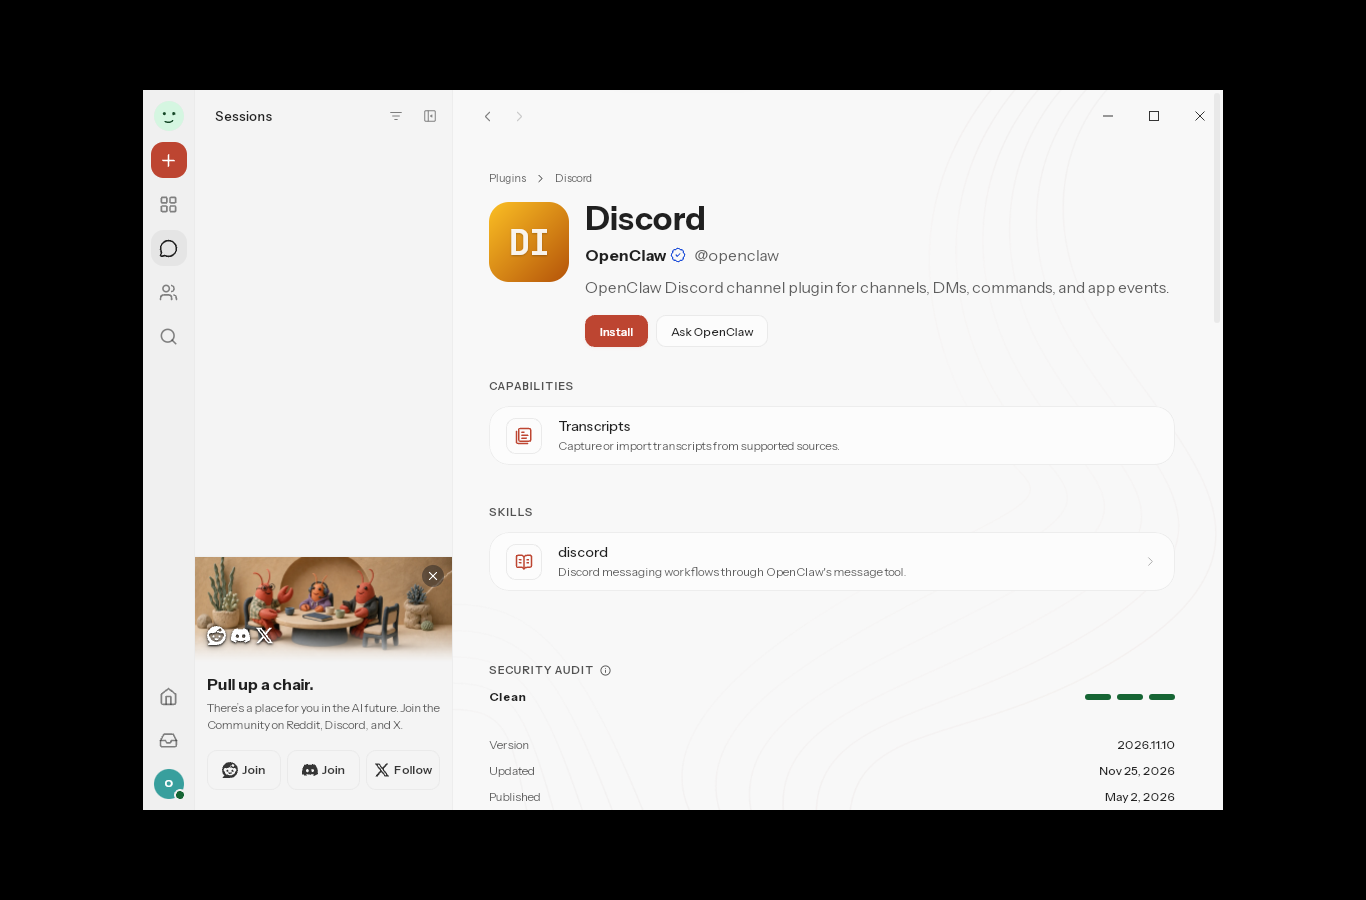 Sessions
Plugins
Discord
DI
Discord
OpenClaw @openclaw
OpenClaw Discord channel plugin for channels, DMs, commands, and app events.
Install
Ask OpenClaw
CAPABILITIES
Transcripts
Capture or import transcripts from supported sources.
SKILLS
discord
Discord messaging workflows through OpenClaw's message tool.
SECURITY AUDIT
Clean
Version 2026.11.10
Updated Nov 25, 2026
Published May 2, 2026
Pull up a chair.
There's a place for you in the AI future. Join the
Community on Reddit, Discord, and X.
Join
Join
Follow
O